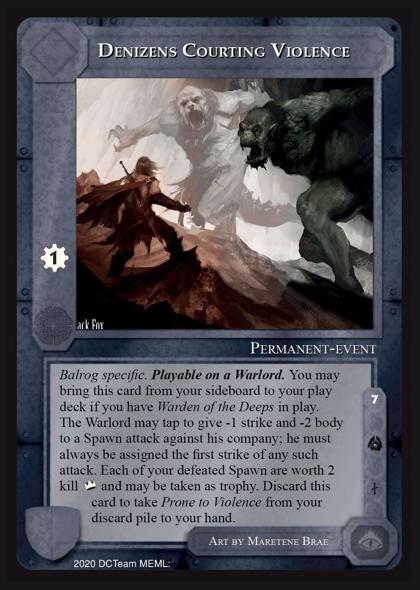 DENIZENS COURTING VIOLENCE
1
ack Fox
PERMANENT-EVENT
Balrog specific. Playable on a Warlord. You may
bring this card from your sideboard to your play
deck if you have Warden of the Deeps in play.
The Warlord may tap to give -1 strike and -2 body
to a Spawn attack against his company; he must
always be assigned the first strike of any such
attack. Each of your defeated Spawn are worth 2
kill and may be taken as trophy. Discard this
card to take Prone to Violence from your
discard pile to your hand.
7
ART BY MARETENE BRAE
2020 DCTeam MEML: